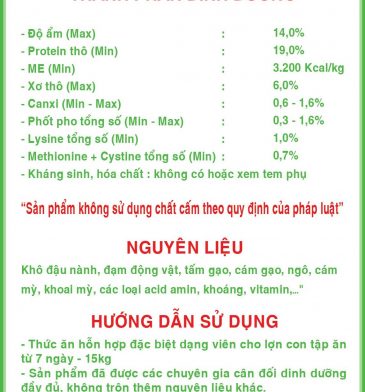 - Độ ẩm (Max) : 14,0%
- Protein thô (Min) : 19,0%
- ME (Min) : 3.200 Kcal/kg
- Xơ thô (Max) : 6,0%
- Canxi (Min - Max) : 0,6 - 1,6%
- Phốt pho tổng số (Min - Max) : 0,3 - 1,6%
- Lysine tổng số (Min) : 1,0%
- Methionine + Cystine tổng số (Min) : 0,7%
- Kháng sinh, hóa chất : không có hoặc xem tem phụ
“Sản phẩm không sử dụng chất cấm theo quy định của pháp luật”
NGUYÊN LIỆU
Khô đậu nành, đạm động vật, tấm gạo, cám gạo, ngô, cám
mỳ, khoai mỳ, các loại acid amin, khoáng, vitamin,..."
HƯỚNG DẪN SỬ DỤNG
- Thức ăn hỗn hợp đặc biệt dạng viên cho lợn con tập ăn
từ 7 ngày - 15kg
- Sản phẩm đã được các chuyên gia cân đối dinh dưỡng
đầy đủ, không trộn thêm nguyên liệu khác.